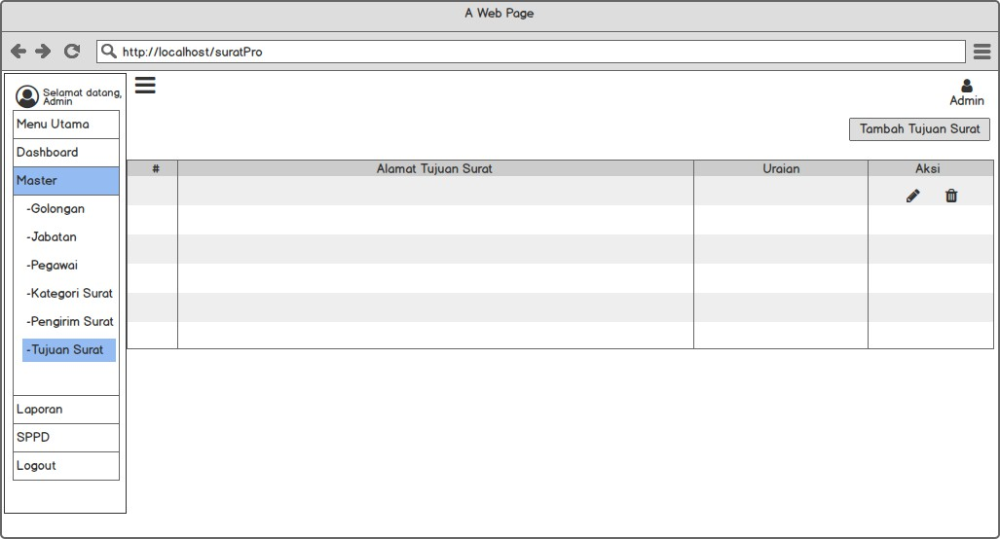 A Web Page
http://localhost/suratPro
Selamat datang,
Admin
Admin
Menu Utama
Dashboard
Master
-Golongan
-Jabatan
-Pegawai
-Kategori Surat
-Pengirim Surat
-Tujuan Surat
Laporan
SPPD
Logout
Tambah Tujuan Surat
# Alamat Tujuan Surat Uraian Aksi